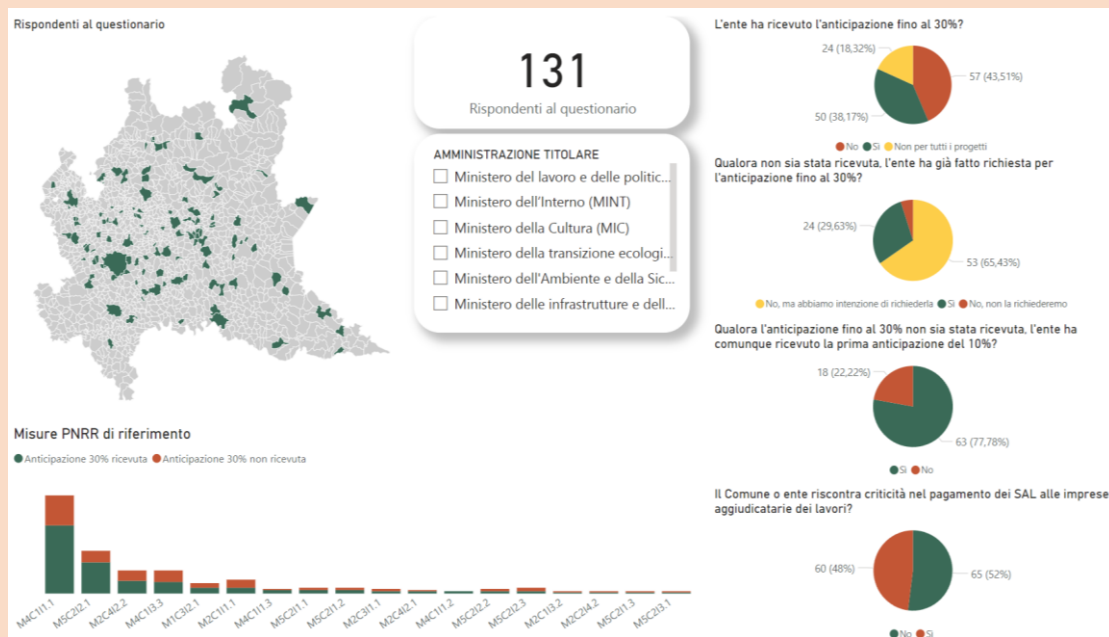 Rispondenti al questionario
131
Rispondenti al questionario
AMMINISTRAZIONE TITOLARE
Ministero del lavoro e delle politic...
Ministero dell'Interno (MINT)
Ministero della Cultura (MIC)
Ministero della transizione ecologi...
Ministero dell'Ambiente e della Sic...
Ministero delle infrastrutture e dell...
L'ente ha ricevuto l'anticipazione fino al 30%?
24 (18,32%)
57 (43,51%)
50 (38,17%)
No Sì Non per tutti i progetti
Qualora non sia stata ricevuta, l'ente ha già fatto richiesta per
l'anticipazione fino al 30%?
24 (29,63%)
53 (65,43%)
No, ma abbiamo intenzione di richiederla Sì No, non la richiederemo
Qualora l'anticipazione fino al 30% non sia stata ricevuta, l'ente ha
comunque ricevuto la prima anticipazione del 10%?
18 (22,22%)
63 (77,78%)
Sì No
Il Comune o ente riscontra criticità nel pagamento dei SAL alle imprese
aggiudicatarie dei lavori?
60 (48%)
65 (52%)
No Sì
Misure PNRR di riferimento
Anticipazione 30% ricevuta Anticipazione 30% non ricevuta
M4C1I1.1
M5C2I2.1
M2C4I2.2
M4C1I3.3
M1C3I2.1
M2C1I1.1
M4C1I1.3
M5C2I1.1
M5C2I1.2
M2C3I1.1
M2C4I2.1
M4C1I1.2
M5C2I2.2
M5C2I2.3
M2C1I3.2
M2C2I4.2
M5C2I1.3
M5C2I3.1